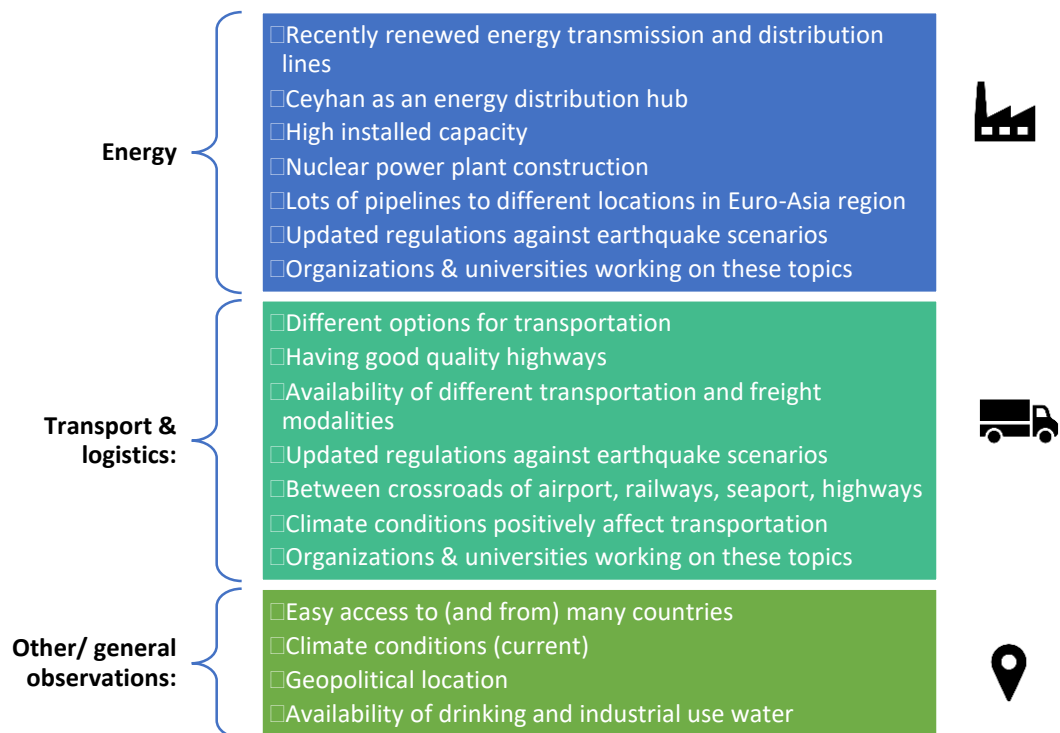 Energy
□Recently renewed energy transmission and distribution
lines
□Ceyhan as an energy distribution hub
□High installed capacity
□Nuclear power plant construction
□Lots of pipelines to different locations in Euro-Asia region
□Updated regulations against earthquake scenarios
□Organizations & universities working on these topics
Transport &
logistics:
□Different options for transportation
□Having good quality highways
□Availability of different transportation and freight
modalities
□Updated regulations against earthquake scenarios
□Between crossroads of airport, railways, seaport, highways
□Climate conditions positively affect transportation
□Organizations & universities working on these topics
Other/ general
observations:
□Easy access to (and from) many countries
□Climate conditions (current)
□Geopolitical location
□Availability of drinking and industrial use water